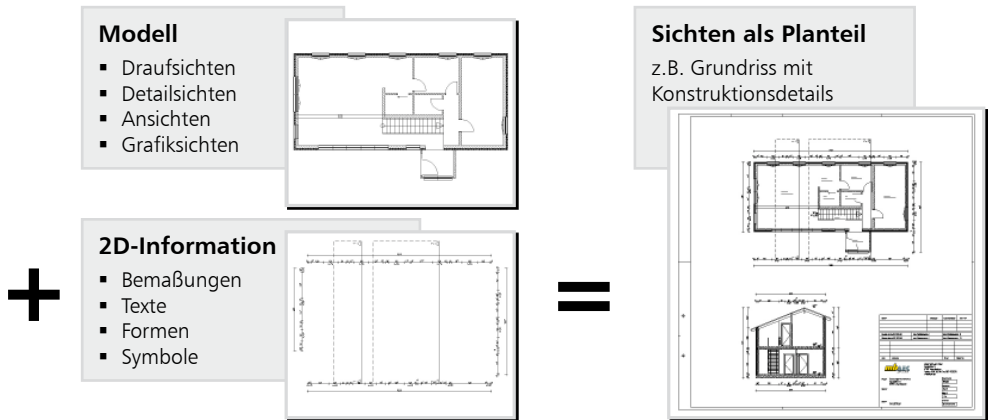 Modell
▪ Draufsichten
▪ Detailsichten
▪ Ansichten
▪ Grafiksichten
+
2D-Information
▪ Bemaßungen
▪ Texte
▪ Formen
▪ Symbole
=
Sichten als Planteil
z.B. Grundriss mit
Konstruktionsdetails